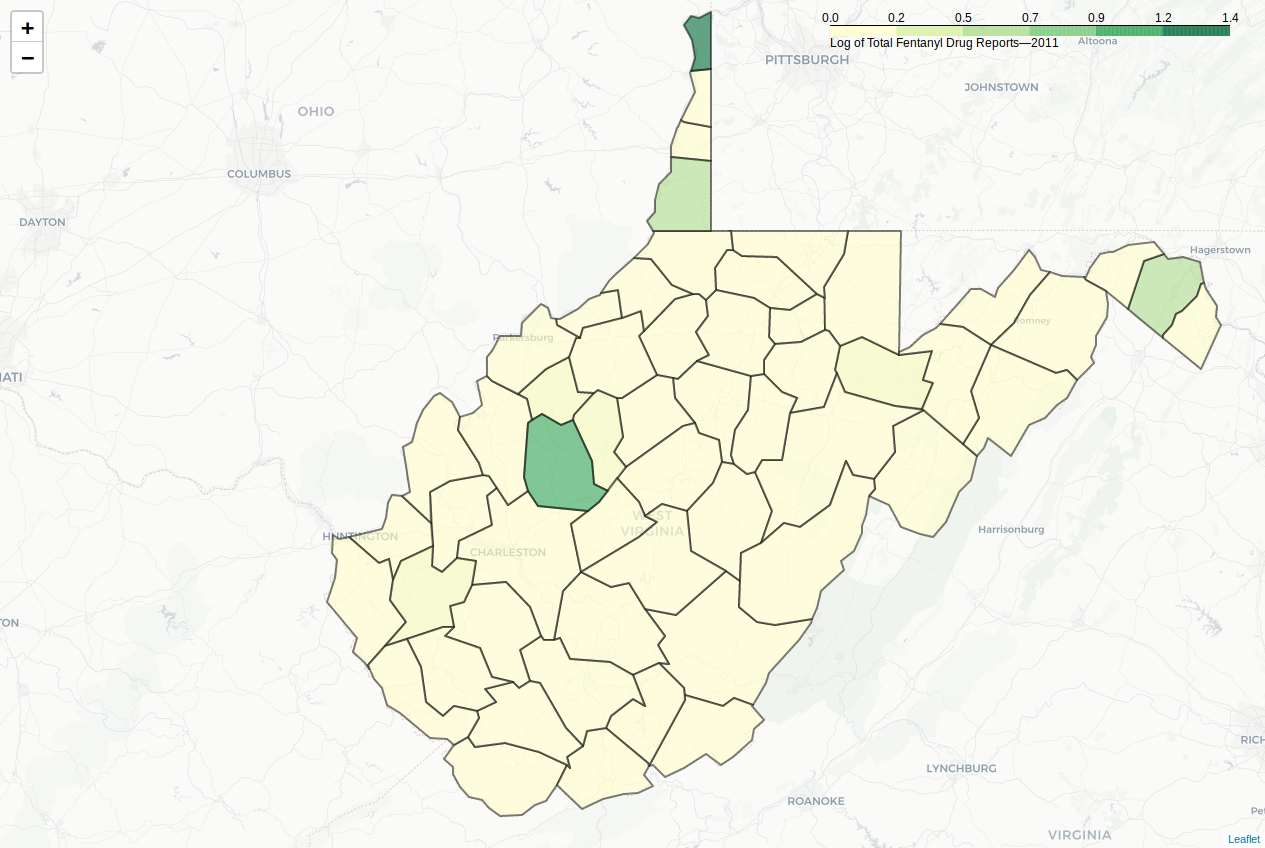 +
−
0.0 0.2 0.5 0.7 0.9 1.2 1.4
Log of Total Fentanyl Drug Reports—2011
Altoona
PITTSBURGH
JOHNSTOWN
OHIO
COLUMBUS
DAYTON
Hagerstown
Romney
Parkersburg
ATI
WEST
VIRGINIA
Harrisonburg
HUNTINGTON
CHARLESTON
TON
RICH
LYNCHBURG
ROANOKE
Pet
VIRGINIA
Leaflet